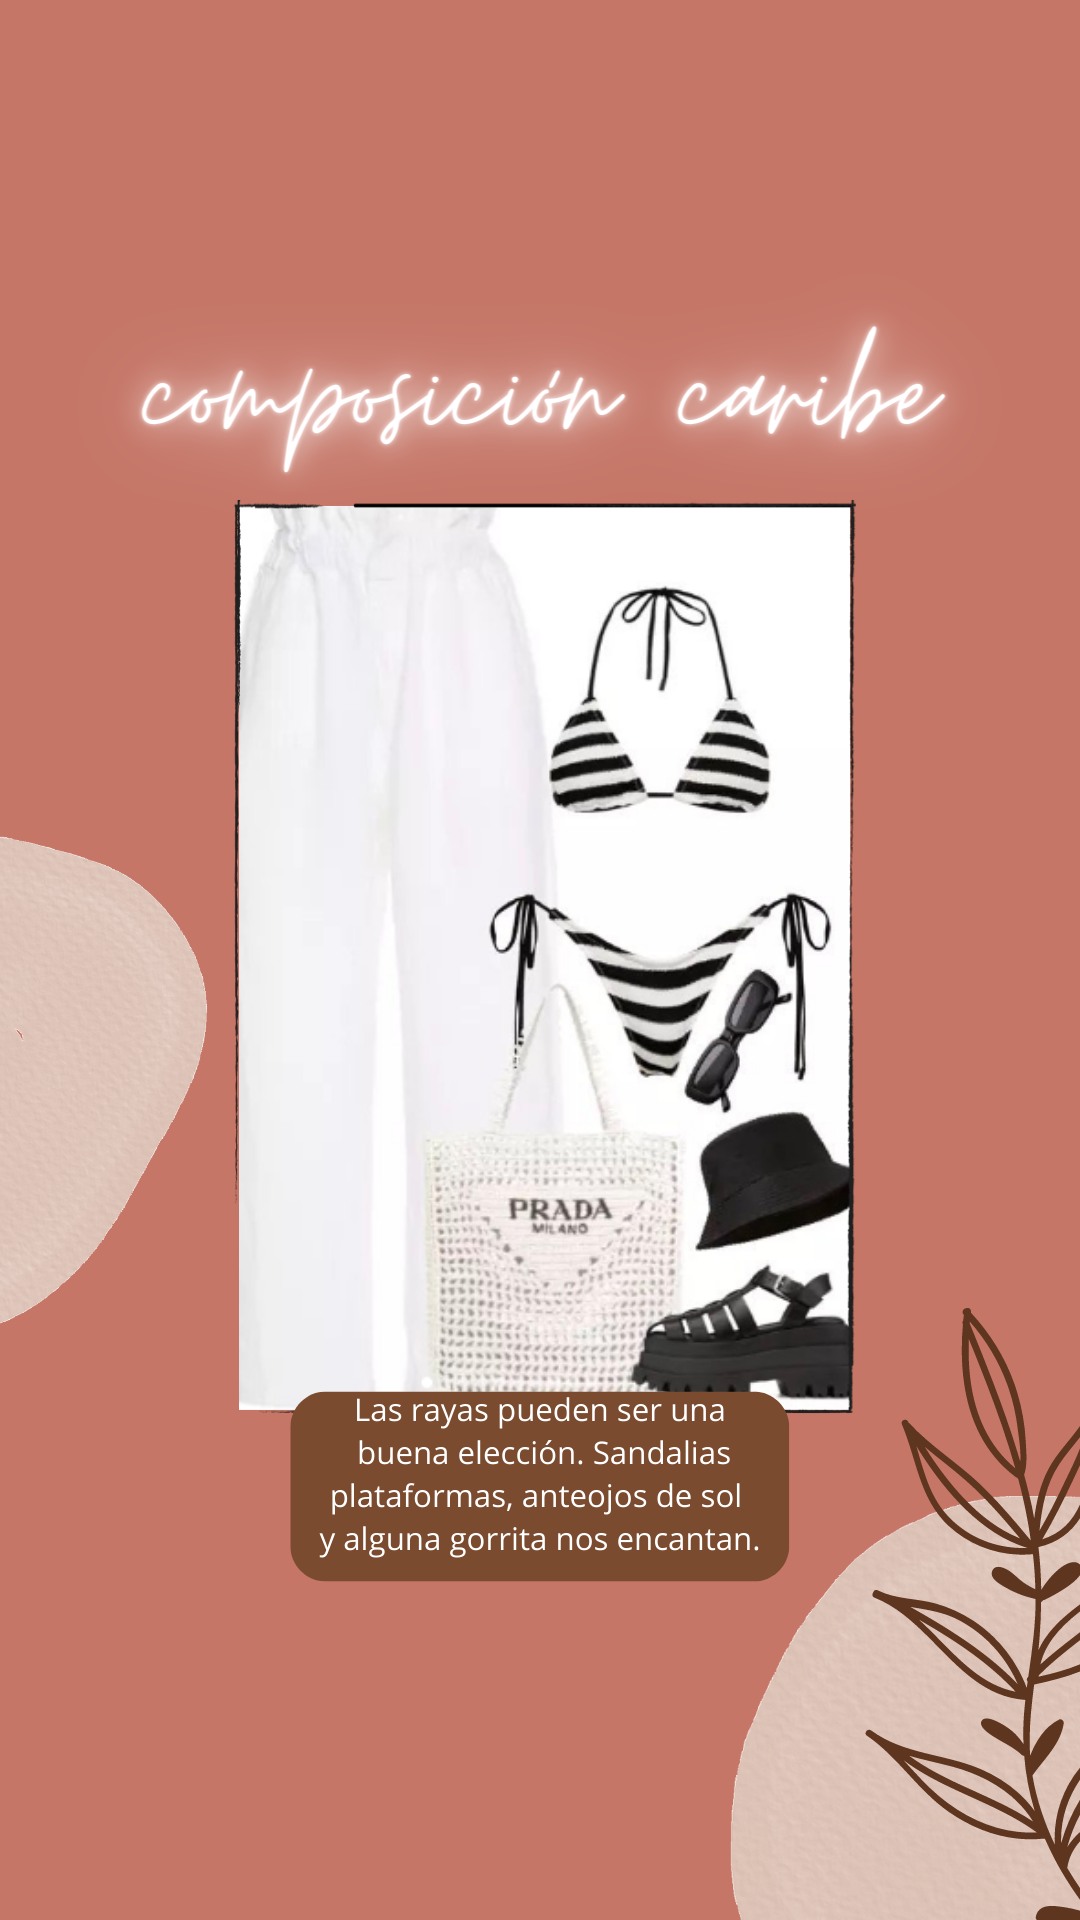 composición caribe
PRADA
MILANO
Las rayas pueden ser una
buena elección. Sandalias
plataformas, anteojos de sol
y alguna gorrita nos encantan.